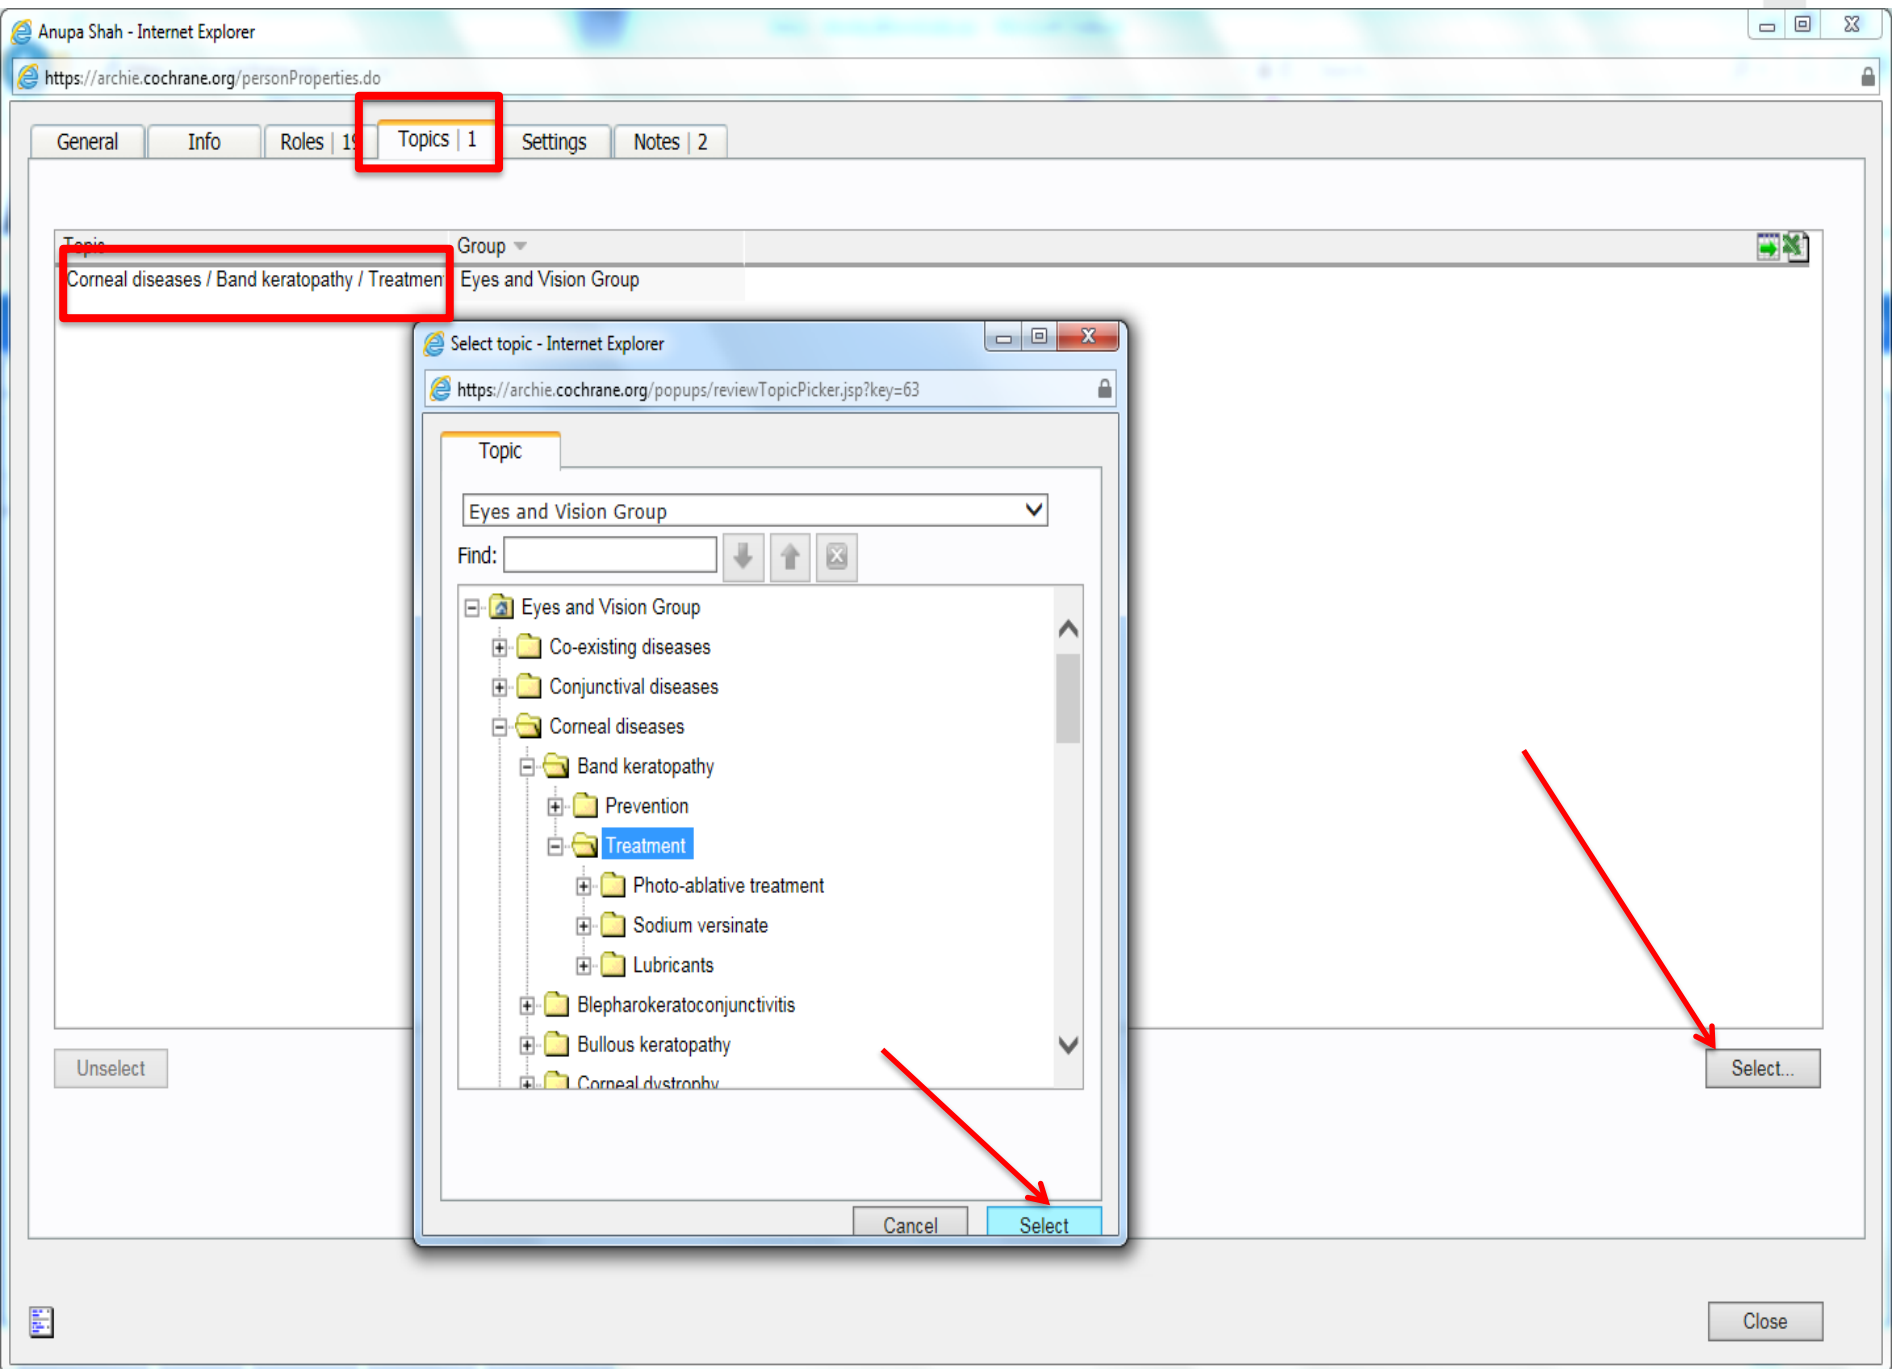 Anupa Shah - Internet Explorer
https://archie.cochrane.org/personProperties.do
General Info Roles | 19 Topics | 1 Settings Notes | 2
Topic Group
Corneal diseases / Band keratopathy / Treatment Eyes and Vision Group
Select topic - Internet Explorer
https://archie.cochrane.org/popups/reviewTopicPicker.jsp?key=63
Topic
Eyes and Vision Group
Find:
Eyes and Vision Group
Co-existing diseases
Conjunctival diseases
Corneal diseases
Band keratopathy
Prevention
Treatment
Photo-ablative treatment
Sodium versinate
Lubricants
Blepharokeratoconjunctivitis
Bullous keratopathy
Corneal dystrophy
Unselect Select...
Cancel Select
Close